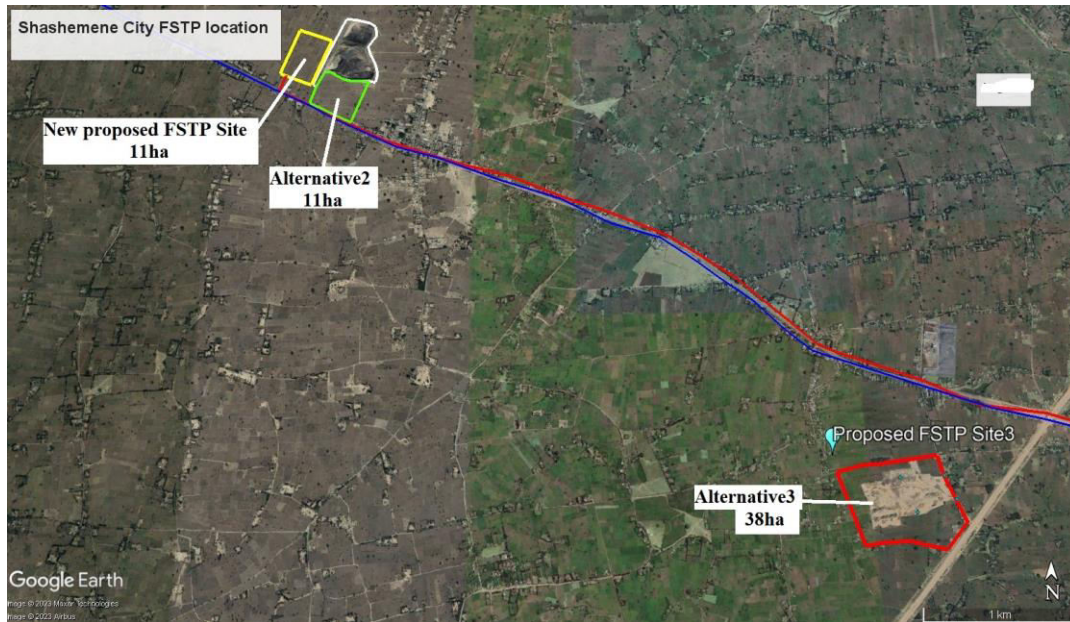 Shashemene City FSTP location
New proposed FSTP Site
11ha
Alternative2
11ha
Proposed FSTP Site3
Alternative3
38ha
Google Earth
Image © 2023 Maxar Technologies
Image © 2023 Airbus
N
1 km